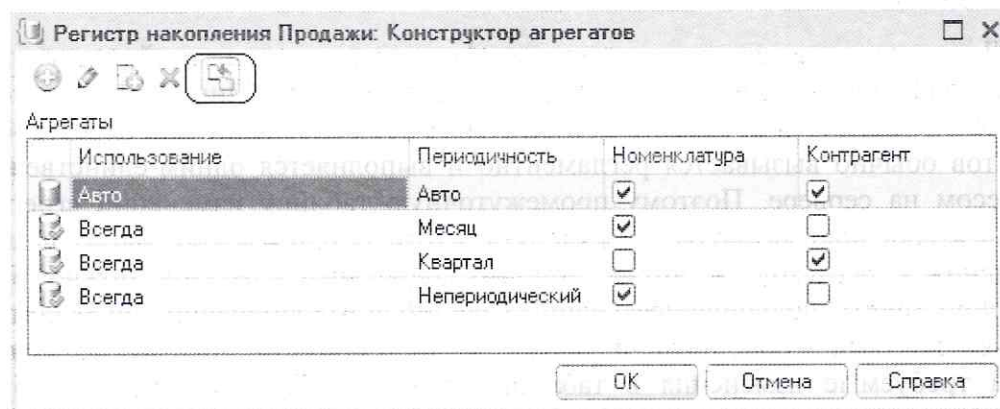 Регистр накопления Продажи: Конструктор агрегатов
Агрегаты
Использование Периодичность Номенклатура Контрагент
Авто Авто
Всегда Месяц
Всегда Квартал
Всегда Непериодический
ОК Отмена Справка